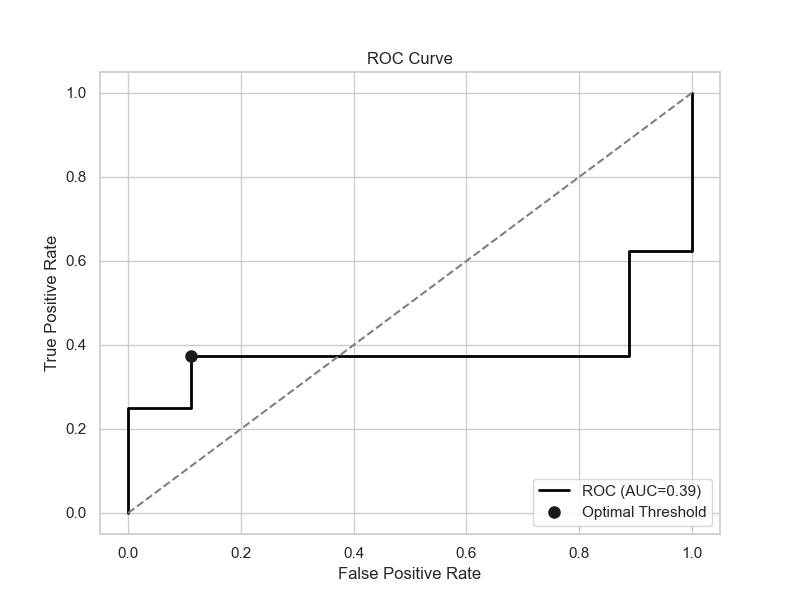 ROC Curve
True Positive Rate
1.0
0.8
0.6
0.4
0.2
0.0
ROC (AUC=0.39)
Optimal Threshold
0.0 0.2 0.4 0.6 0.8 1.0
False Positive Rate